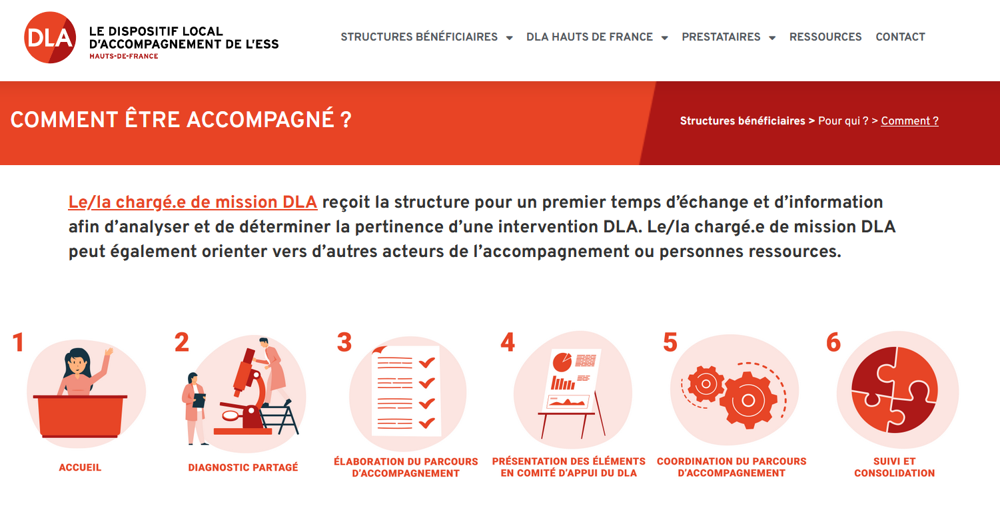 DLA
LE DISPOSITIF LOCAL
D'ACCOMPAGNEMENT DE L'ESS
HAUTS-DE-FRANCE
STRUCTURES BÉNÉFICIAIRES DLA HAUTS DE FRANCE PRESTATAIRES RESSOURCES CONTACT
COMMENT ÊTRE ACCOMPAGNÉ ?
Structures bénéficiaires > Pour qui ? > Comment ?
Le/la chargé.e de mission DLA reçoit la structure pour un premier temps d’échange et d’information
afin d’analyser et de déterminer la pertinence d’une intervention DLA. Le/la chargé.e de mission DLA
peut également orienter vers d’autres acteurs de l’accompagnement ou personnes ressources.
1
ACCUEIL
2
DIAGNOSTIC PARTAGÉ
3
ÉLABORATION DU PARCOURS
D'ACCOMPAGNEMENT
4
PRÉSENTATION DES ÉLÉMENTS
EN COMITÉ D'APPUI DU DLA
5
COORDINATION DU PARCOURS
D'ACCOMPAGNEMENT
6
SUIVI ET
CONSOLIDATION